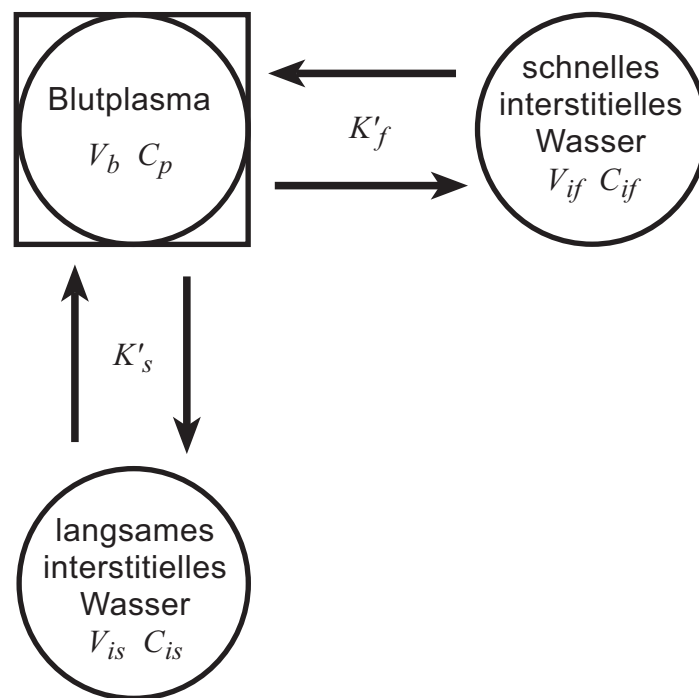 Blutplasma
V_b C_p
K'_f
schnelles
interstitielles
Wasser
V_if C_if
K'_s
langsames
interstitielles
Wasser
V_is C_is